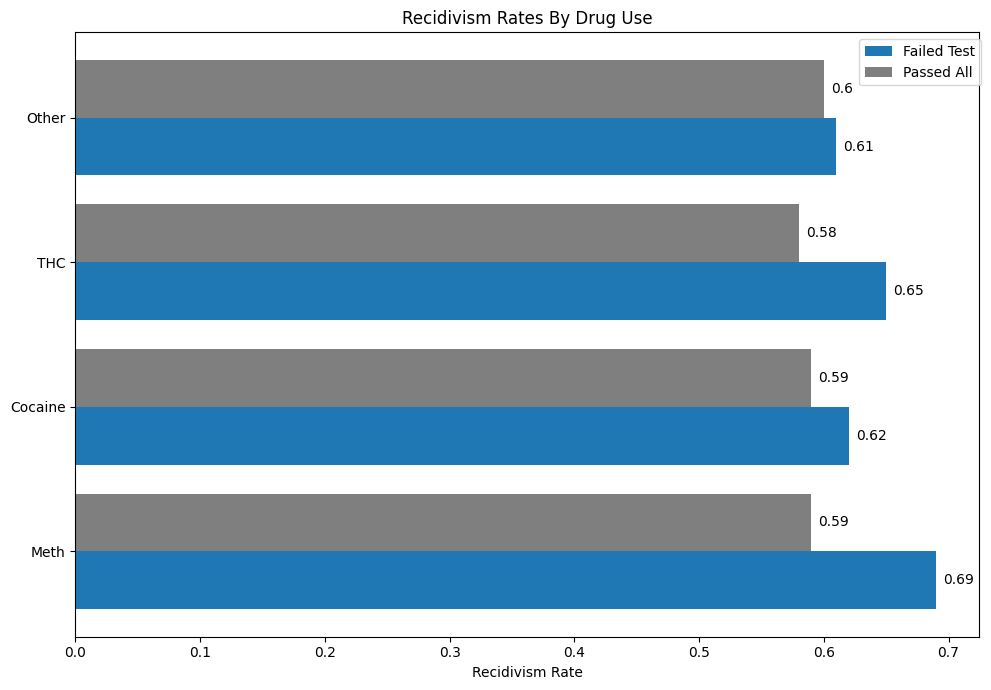 Recidivism Rates By Drug Use
Failed Test
Passed All
Other
0.6
0.61
THC
0.58
0.65
Cocaine
0.59
0.62
Meth
0.59
0.69
0.0 0.1 0.2 0.3 0.4 0.5 0.6 0.7
Recidivism Rate